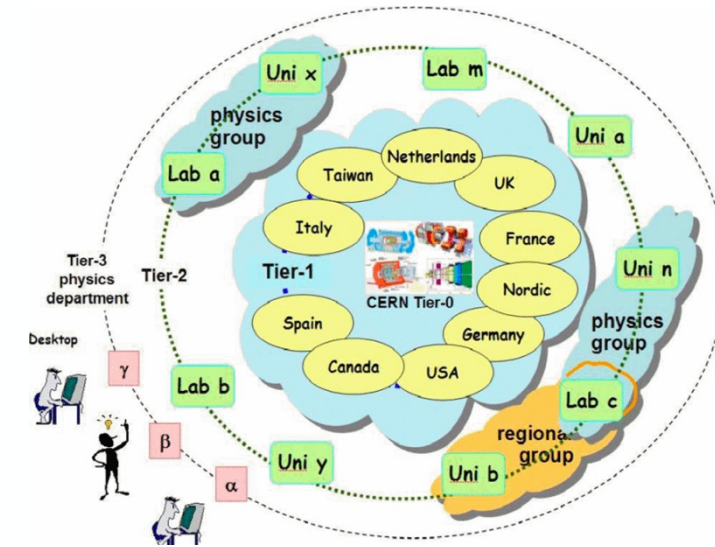 Uni x
Lab m
physics
group
Uni a
Lab a
Netherlands
Taiwan
UK
Italy
France
Tier-3
physics
department
Tier-2
Tier-1
CERN Tier-0
Nordic
Uni n
Spain
Germany
physics
group
Desktop
Canada
USA
γ
Lab b
Lab c
β
regiona
group
Uni y
Uni b
α